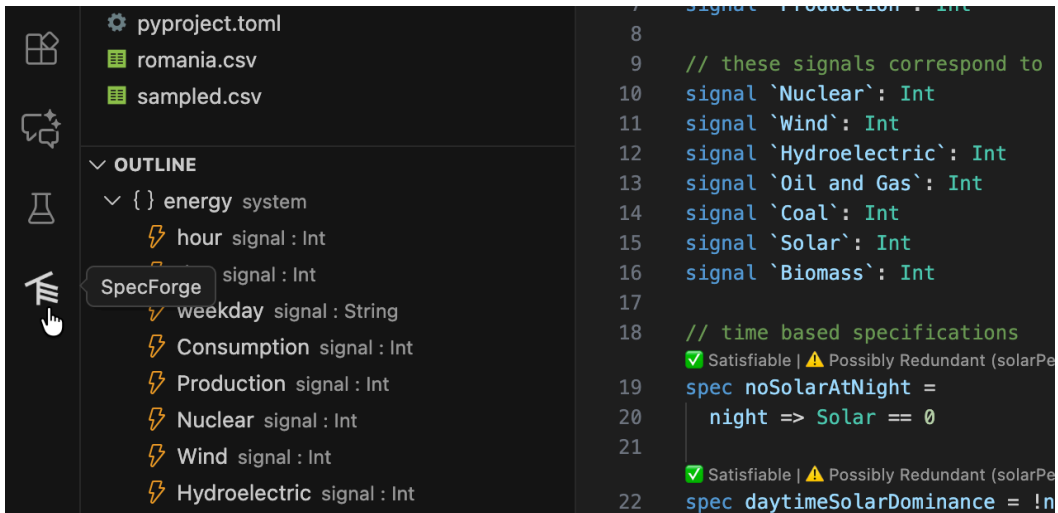 pyproject.toml
romania.csv
sampled.csv
OUTLINE
{ } energy system
hour signal : Int
signal : Int
SpecForge
weekday signal : String
Consumption signal : Int
Production signal : Int
Nuclear signal : Int
Wind signal : Int
Hydroelectric signal : Int
7 signal `Production`: Int
8
9 // these signals correspond to
10 signal `Nuclear`: Int
11 signal `Wind`: Int
12 signal `Hydroelectric`: Int
13 signal `Oil and Gas`: Int
14 signal `Coal`: Int
15 signal `Solar`: Int
16 signal `Biomass`: Int
17
18 // time based specifications
✅ Satisfiable | ⚠️ Possibly Redundant (solarPe
19 spec noSolarAtNight =
20 night => Solar == 0
21
✅ Satisfiable | ⚠️ Possibly Redundant (solarPe
22 spec daytimeSolarDominance = !n